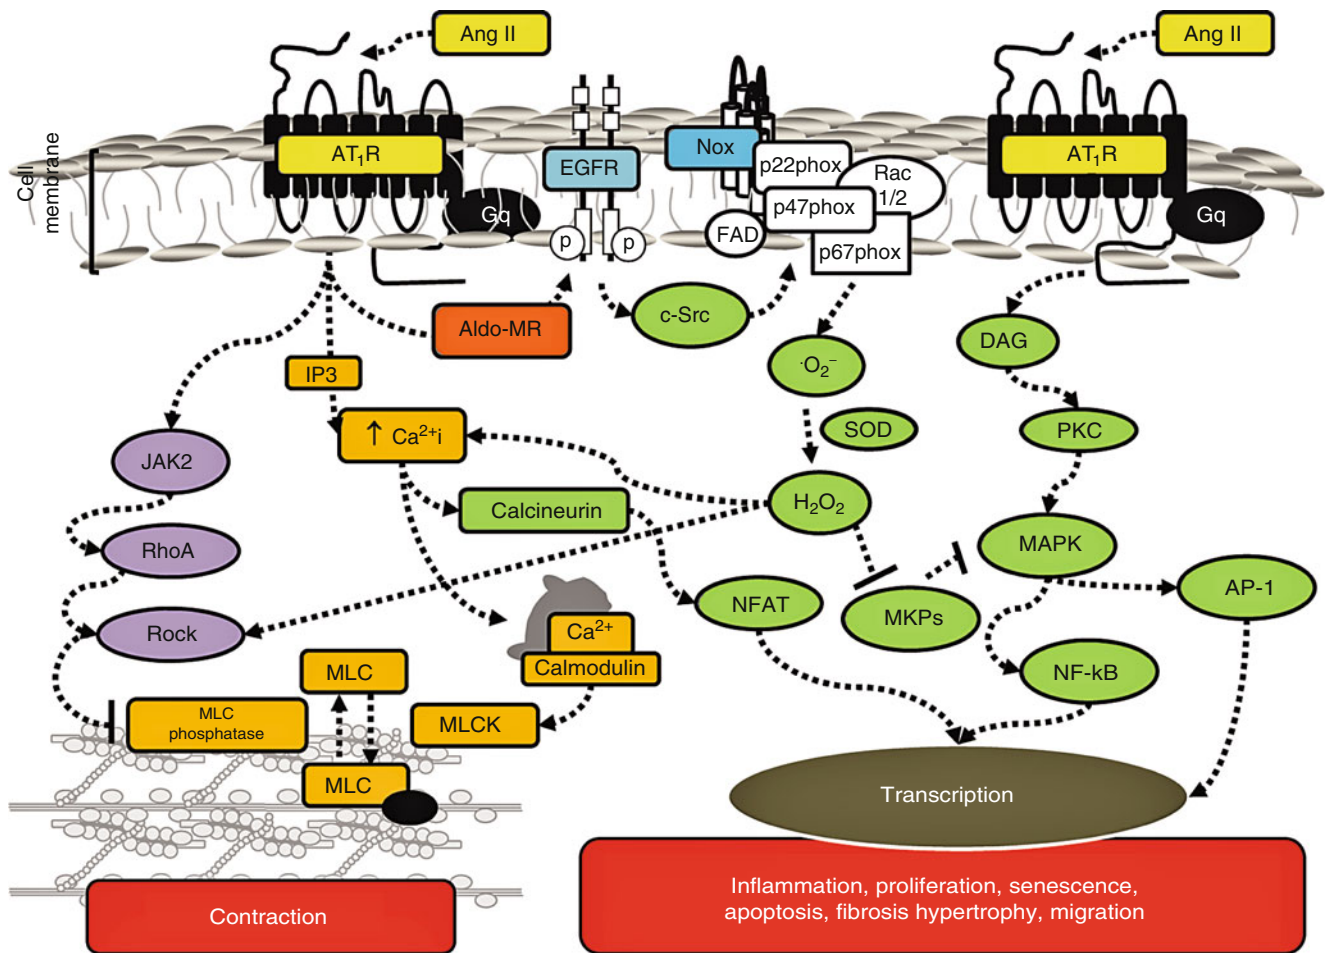 Ang II
Ang II
Cell
membrane
AT₁R
EGFR
Nox
p22phox
Rac
1/2
AT₁R
Gq
p47phox
Gq
p
p
FAD
p67phox
Aldo-MR
c-Src
DAG
IP3
·O₂⁻
↑ Ca²⁺i
SOD
PKC
JAK2
Calcineurin
H₂O₂
RhoA
MAPK
AP-1
NFAT
MKPs
Rock
Ca²⁺
Calmodulin
MLC
NF-kB
MLC
phosphatase
MLCK
MLC
Transcription
Contraction
Inflammation, proliferation, senescence,
apoptosis, fibrosis hypertrophy, migration